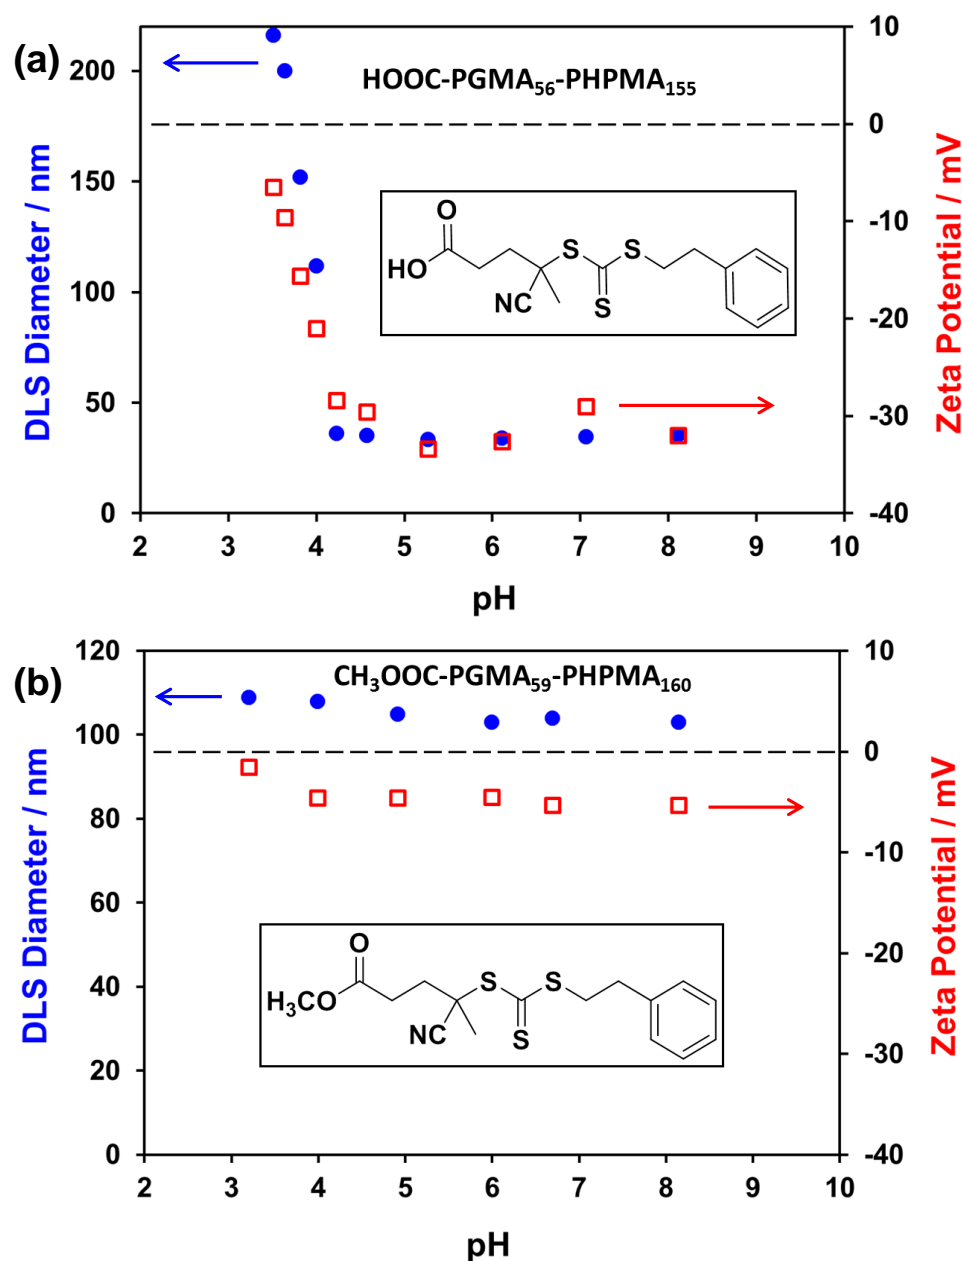 (a)
HOOC-PGMA₅₆-PHPMA₁₅₅
DLS Diameter / nm
200
150
100
50
0
10
0
-10
-20
-30
-40
Zeta Potential / mV
O
HO
NC
S
S
S
2 3 4 5 6 7 8 9 10
pH
(b)
CH₃OOC-PGMA₅₉-PHPMA₁₆₀
DLS Diameter / nm
120
100
80
60
40
20
0
10
0
-10
-20
-30
-40
Zeta Potential / mV
O
H₃CO
NC
S
S
S
2 3 4 5 6 7 8 9 10
pH